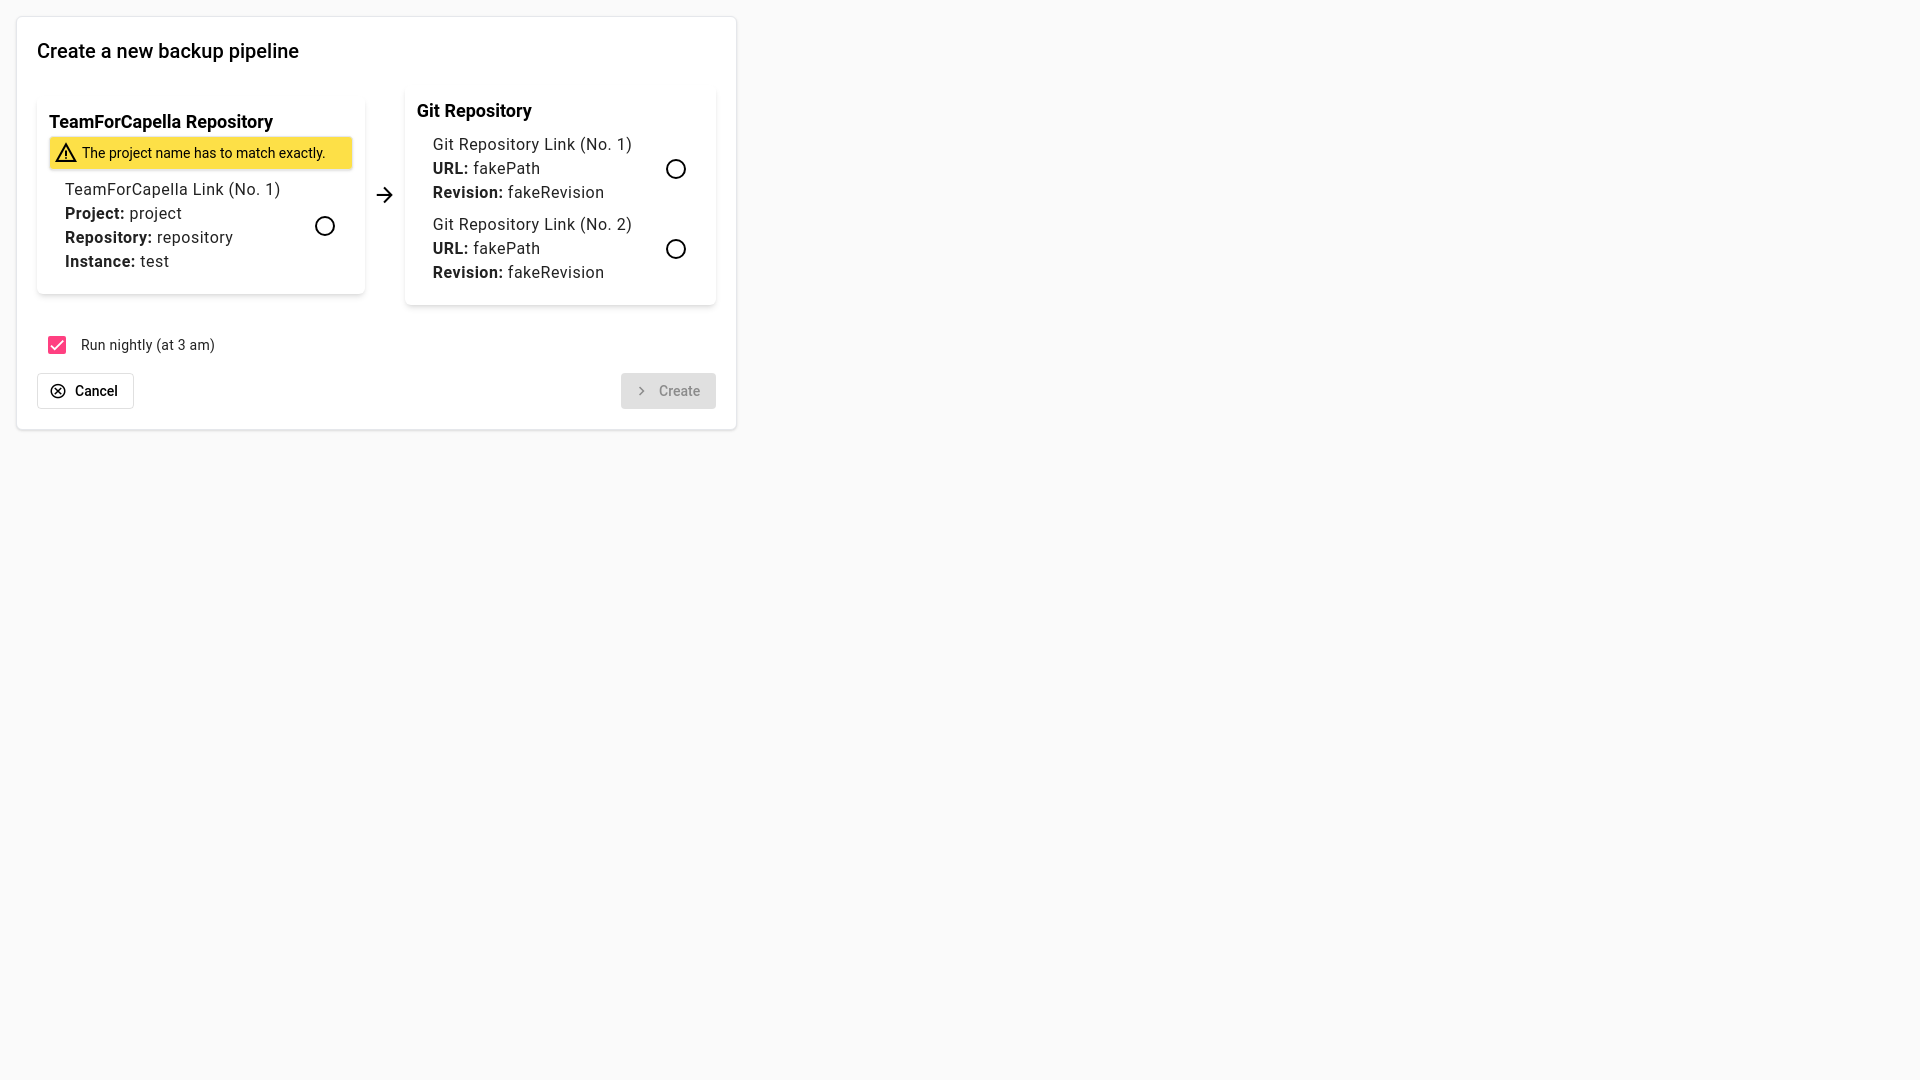 Create a new backup pipeline
TeamForCapella Repository
The project name has to match exactly.
TeamForCapella Link (No. 1)
Project: project
Repository: repository
Instance: test
Git Repository
Git Repository Link (No. 1)
URL: fakePath
Revision: fakeRevision
Git Repository Link (No. 2)
URL: fakePath
Revision: fakeRevision
Run nightly (at 3 am)
Cancel
Create